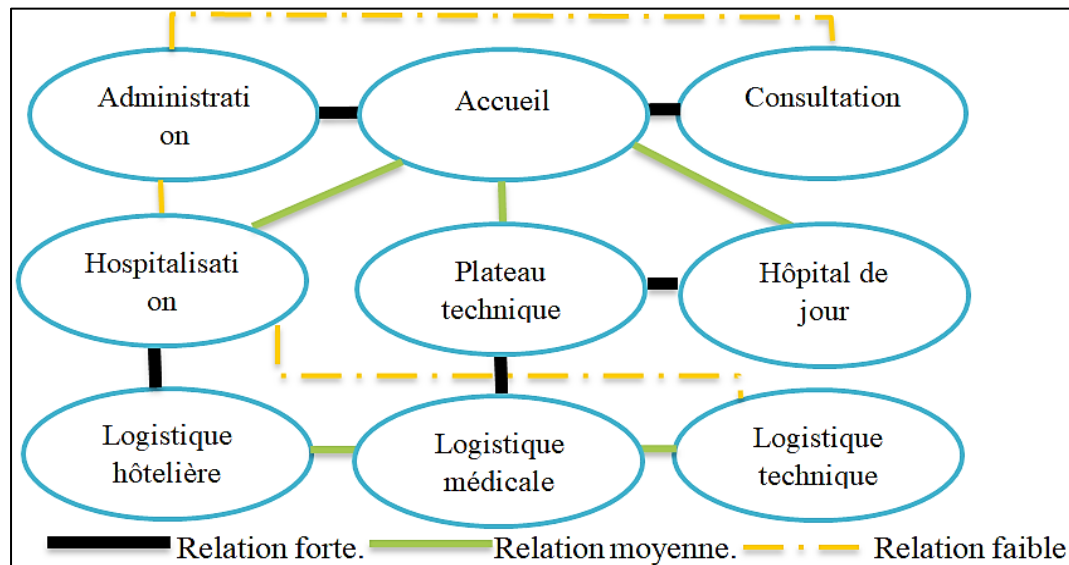 Administrati
on
Accueil
Consultation
Hospitalisati
on
Plateau
technique
Hôpital de
jour
Logistique
hôtelière
Logistique
médicale
Logistique
technique
Relation forte.
Relation moyenne.
Relation faible